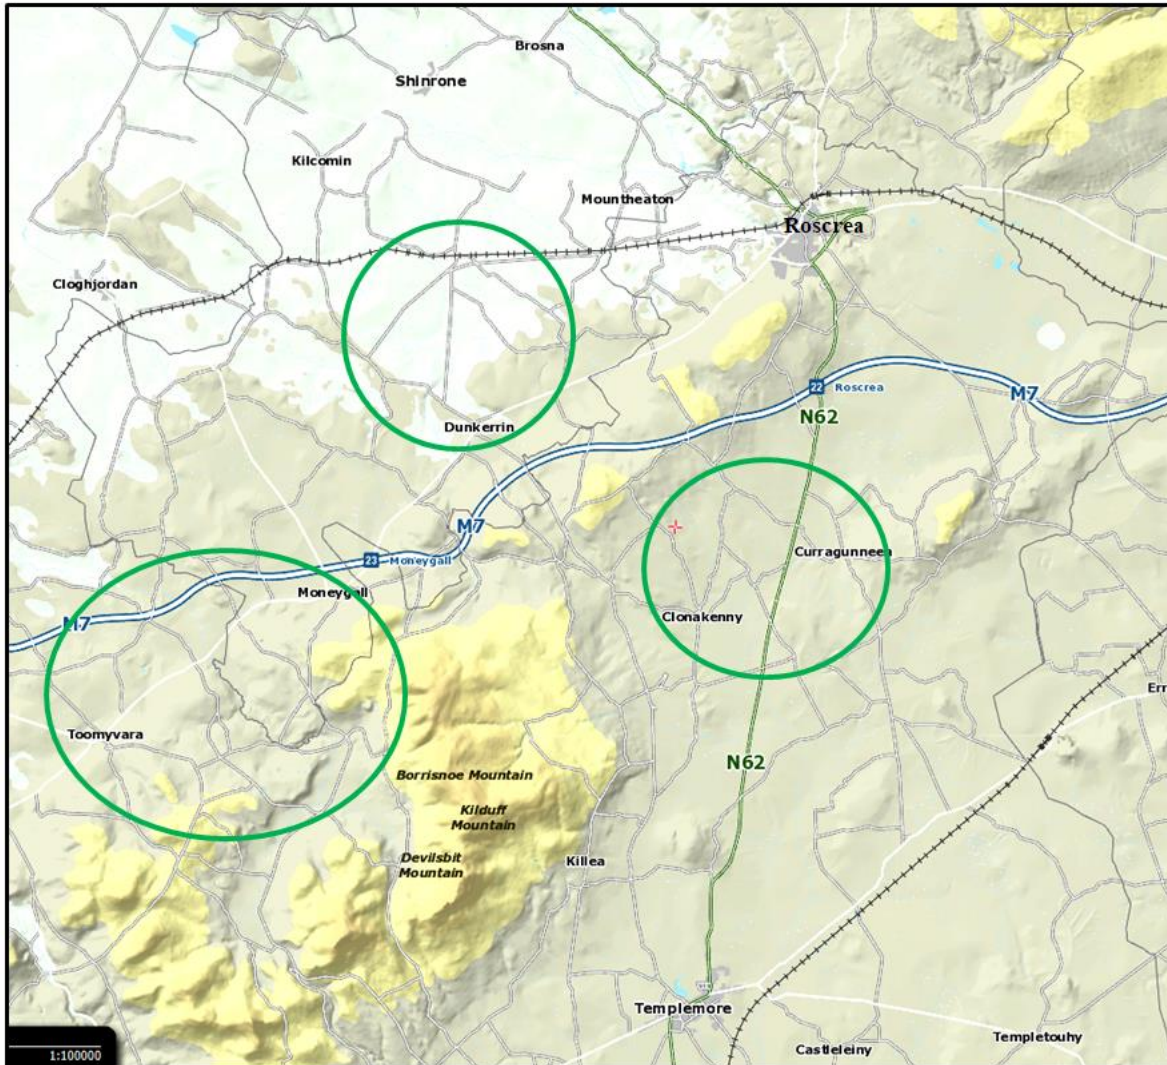 Brosna
Shinrone
Kilcomin
Mountheaton
Roscrea
Cloghjordan
22 Roscrea
M7
N62
Dunkerrin
M7
23 Moneygall
Curragunneen
Moneygall
M7
Clonakenny
Toomyvara
N62
Borrisnoe Mountain
Kilduff
Mountain
Devilsbit
Mountain
Killea
Templemore
Templetouhy
Castleleiny
1:100000